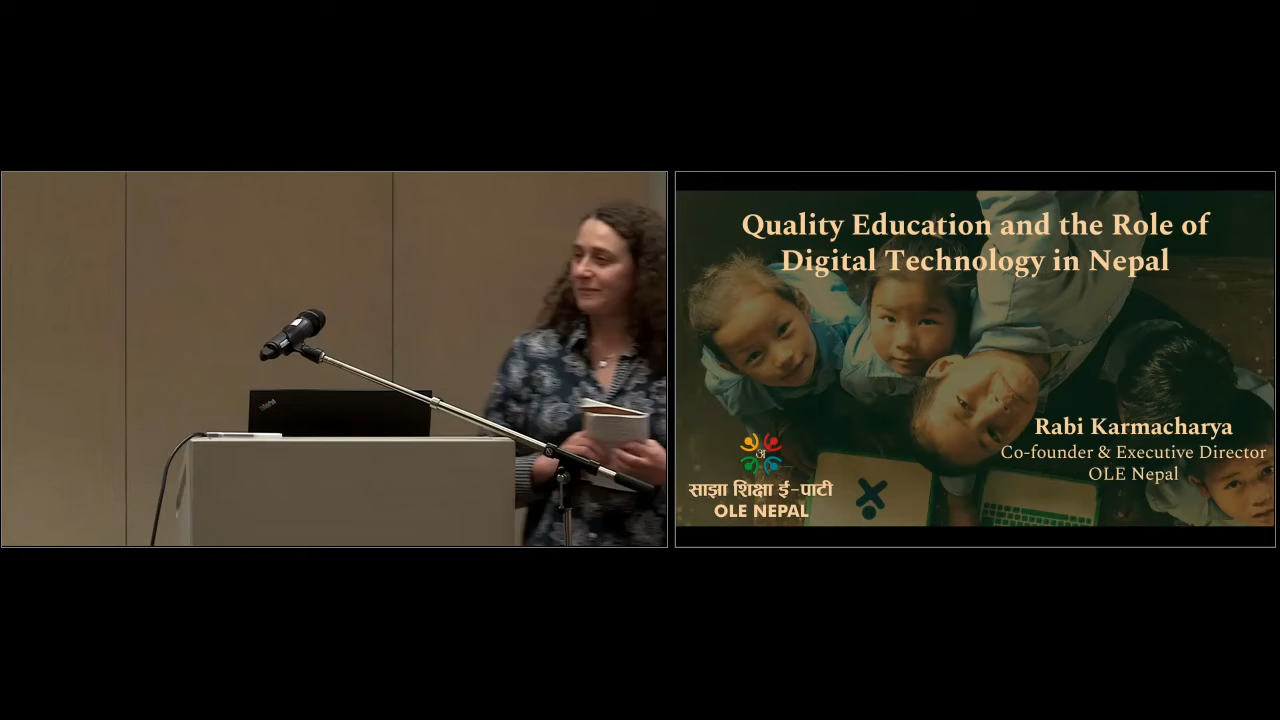 Quality Education and the Role of
Digital Technology in Nepal
Rabi Karmacharya
Co-founder & Executive Director
OLE Nepal
साझा शिक्षा ई-पाटी
OLE NEPAL